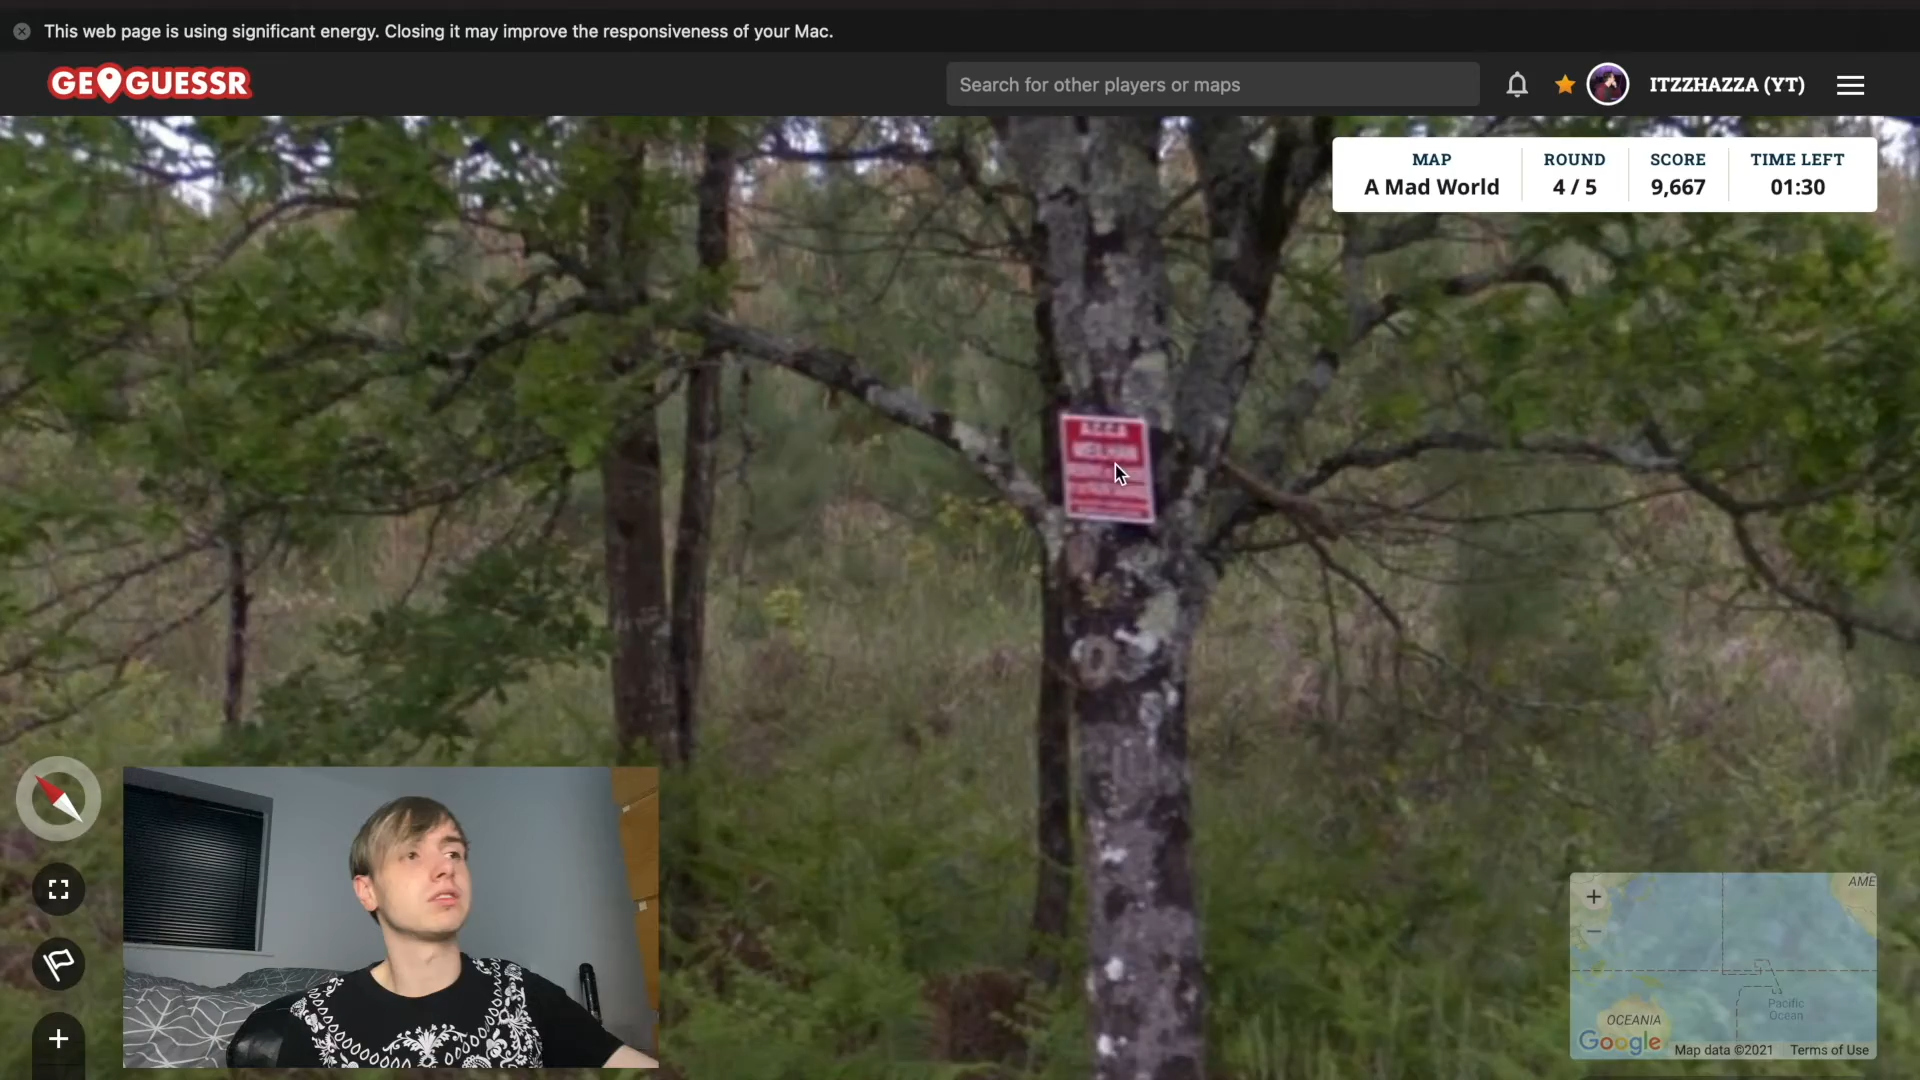 This web page is using significant energy. Closing it may improve the responsiveness of your Mac.
GEOGUESSR
Search for other players or maps
ITZZHAZZA (YT)
MAP ROUND SCORE TIME LEFT
A Mad World 4 / 5 9,667 01:30
AME
Pacific
Ocean
OCEANIA
Google Map data ©2021 Terms of Use